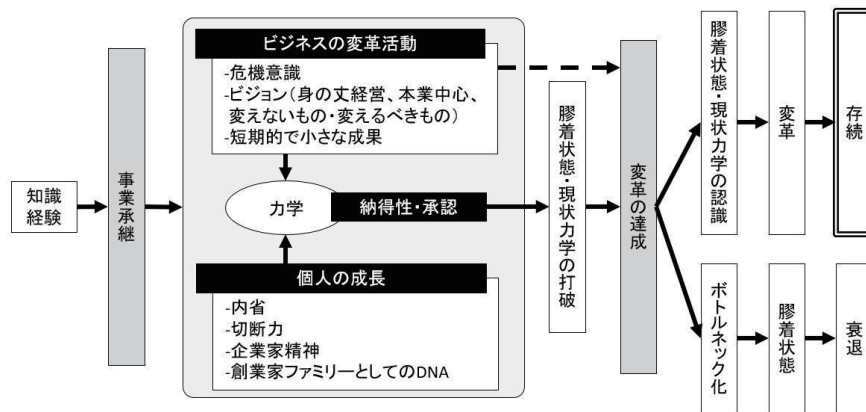 知識
経験
事業承継
ビジネスの変革活動
-危機意識
-ビジョン(身の丈経営、本業中心、
変えないもの・変えるべきもの)
-短期的で小さな成果
力学
納得性・承認
個人の成長
-内省
-切断力
-企業家精神
-創業家ファミリーとしてのDNA
膠着状態・現状力学の打破
変革の達成
膠着状態・現状力学の認識
変革
存続
ボトルネック化
膠着状態
衰退